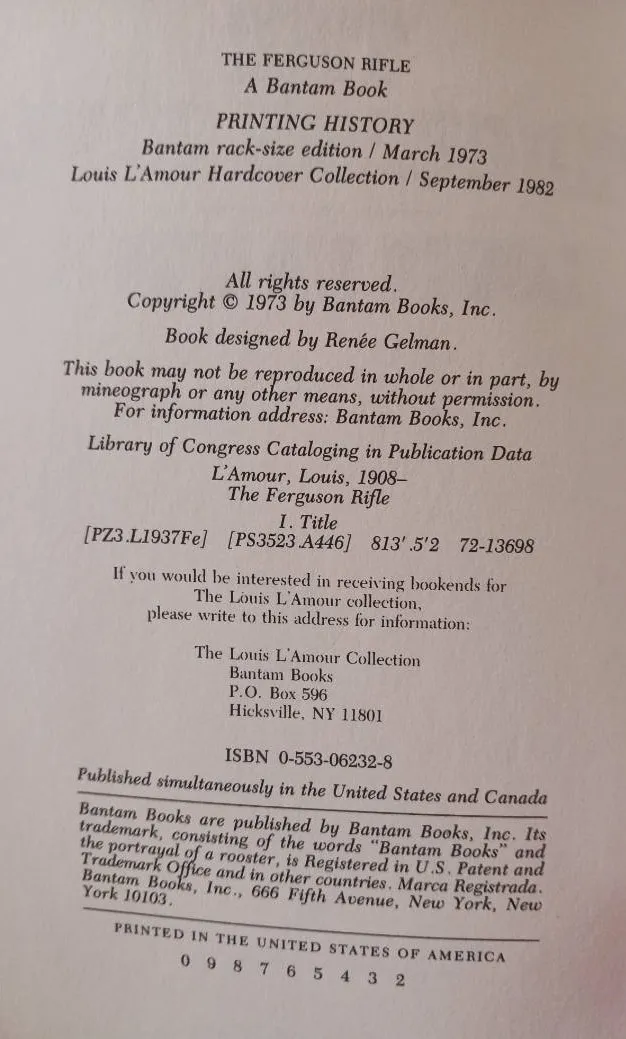 THE FERGUSON RIFLE
A Bantam Book
PRINTING HISTORY
Bantam rack-size edition / March 1973
Louis L'Amour Hardcover Collection / September 1982
All rights reserved.
Copyright © 1973 by Bantam Books, Inc.
Book designed by Renée Gelman.
This book may not be reproduced in whole or in part, by
mineograph or any other means, without permission.
For information address: Bantam Books, Inc.
Library of Congress Cataloging in Publication Data
L'Amour, Louis, 1908–
The Ferguson Rifle
I. Title
[PZ3.L1937Fe] [PS3523.A446] 813'.5'2 72-13698
If you would be interested in receiving bookends for
The Louis L'Amour collection,
please write to this address for information:
The Louis L'Amour Collection
Bantam Books
P.O. Box 596
Hicksville, NY 11801
ISBN 0-553-06232-8
Published simultaneously in the United States and Canada
Bantam Books are published by Bantam Books, Inc. Its
trademark, consisting of the words "Bantam Books" and
the portrayal of a rooster, is Registered in U.S. Patent and
Trademark Office and in other countries. Marca Registrada.
Bantam Books, Inc., 666 Fifth Avenue, New York, New
York 10103.
PRINTED IN THE UNITED STATES OF AMERICA
0 9 8 7 6 5 4 3 2